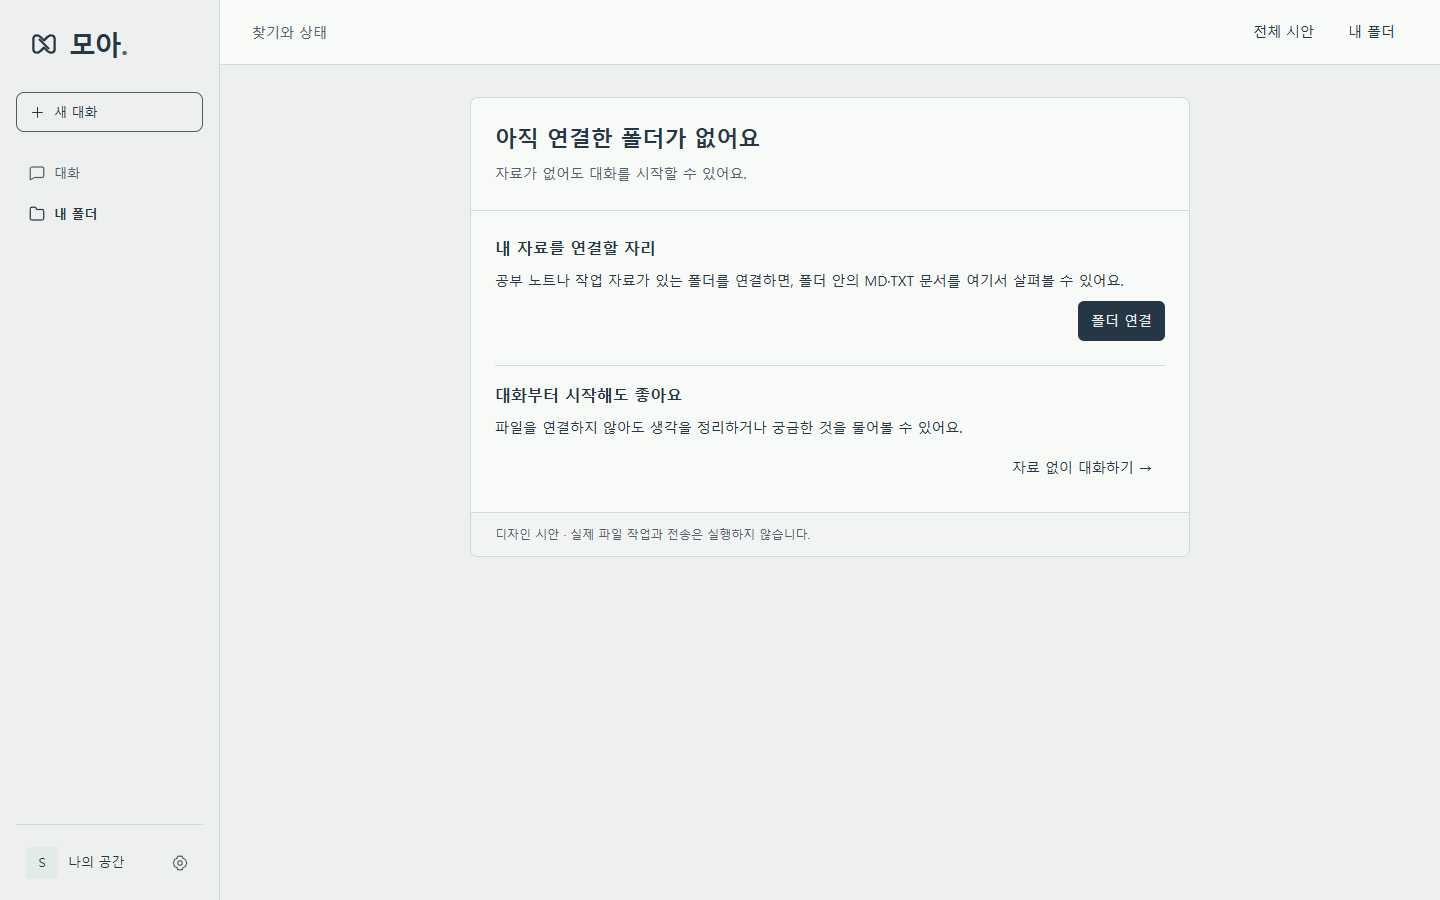 모아.
새 대화
대화
내 폴더
S 나의 공간
찾기와 상태
전체 시안 내 폴더
아직 연결한 폴더가 없어요
자료가 없어도 대화를 시작할 수 있어요.
내 자료를 연결할 자리
공부 노트나 작업 자료가 있는 폴더를 연결하면, 폴더 안의 MD·TXT 문서를 여기서 살펴볼 수 있어요.
폴더 연결
대화부터 시작해도 좋아요
파일을 연결하지 않아도 생각을 정리하거나 궁금한 것을 물어볼 수 있어요.
자료 없이 대화하기 →
디자인 시안 · 실제 파일 작업과 전송은 실행하지 않습니다.